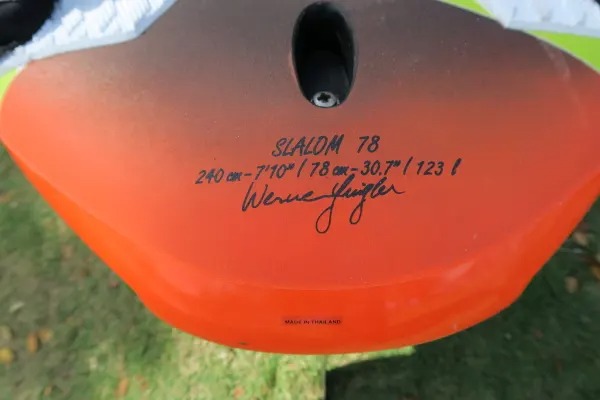 SLALOM 78
240 cm - 7'10" / 78 cm - 30.7" / 123 l
Werner Gnigler
MADE IN THAILAND